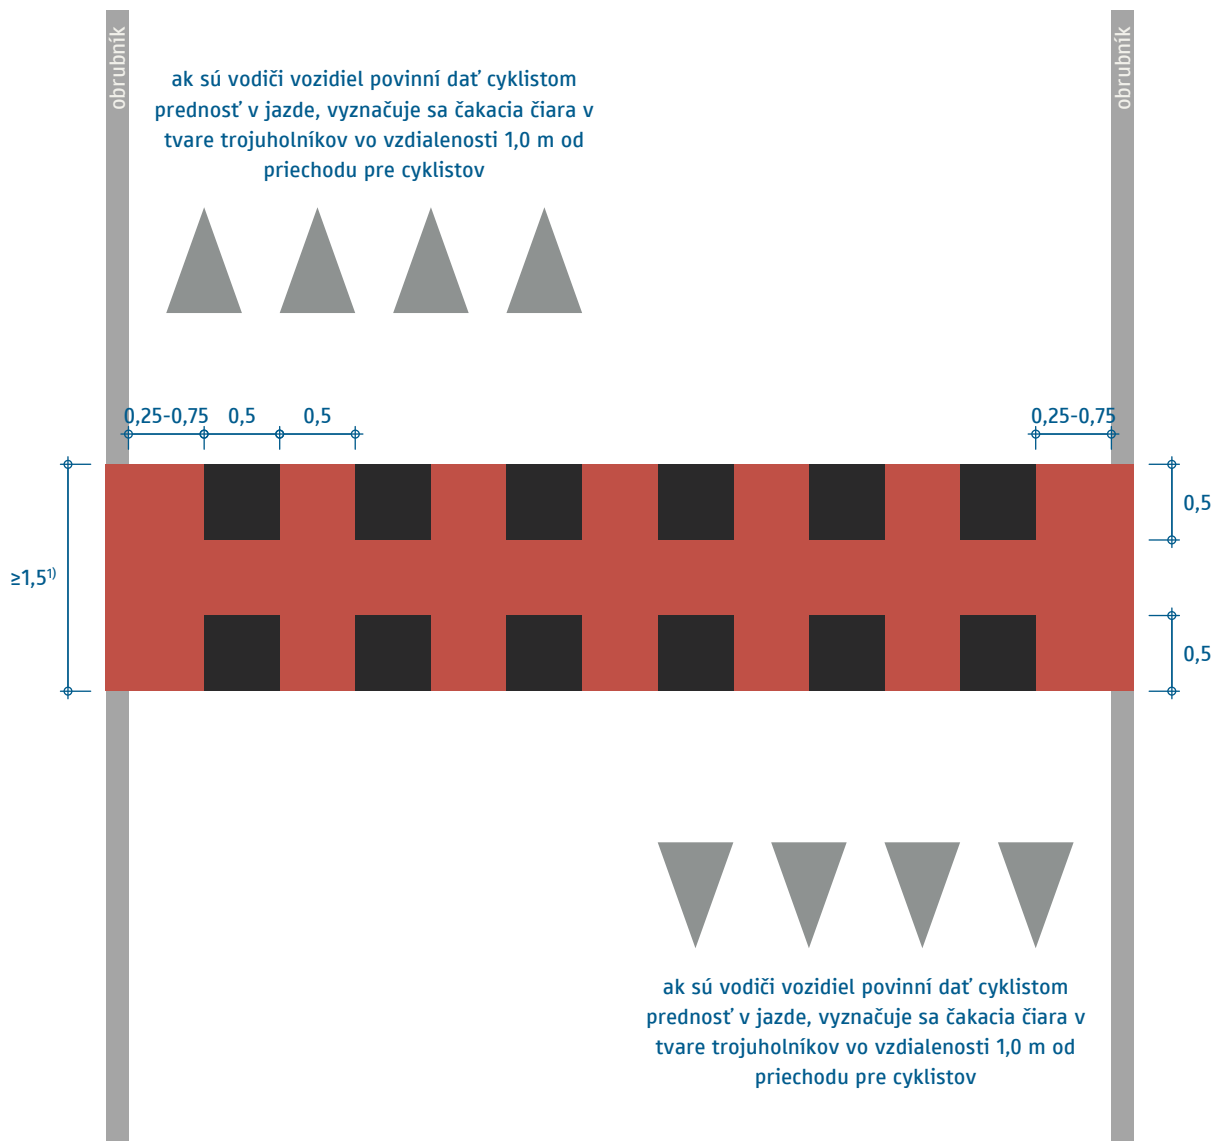 obrubník
obrubník
ak sú vodiči vozidiel povinní dať cyklistom
prednosť v jazde, vyznačuje sa čakacia čiara v
tvare trojuholníkov vo vzdialenosti 1,0 m od
priechodu pre cyklistov
0,25-0,75 0,5 0,5 0,25-0,75
0,5
≥1,5¹⁾
0,5
ak sú vodiči vozidiel povinní dať cyklistom
prednosť v jazde, vyznačuje sa čakacia čiara v
tvare trojuholníkov vo vzdialenosti 1,0 m od
priechodu pre cyklistov